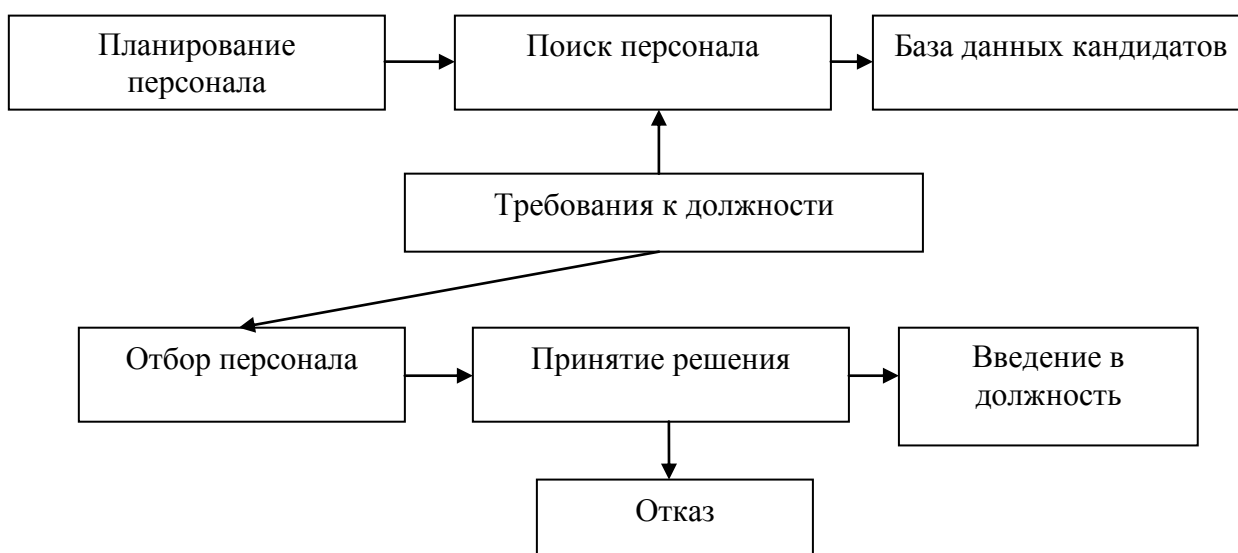 Планирование
персонала
Поиск персонала
База данных кандидатов
Требования к должности
Отбор персонала
Принятие решения
Введение в
должность
Отказ